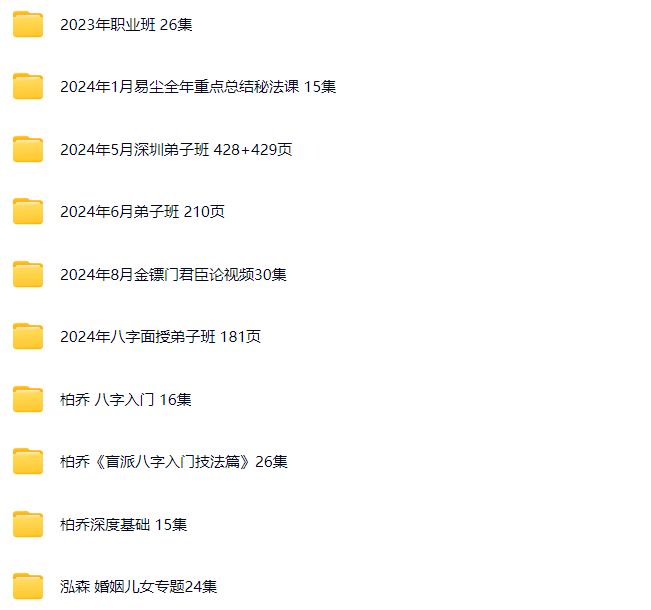 2023年职业班 26集
2024年1月易尘全年重点总结秘法课 15集
2024年5月深圳弟子班 428+429页
2024年6月弟子班 210页
2024年8月金镖门君臣论视频30集
2024年八字面授弟子班 181页
柏乔 八字入门 16集
柏乔《盲派八字入门技法篇》26集
柏乔深度基础 15集
泓森 婚姻儿女专题24集